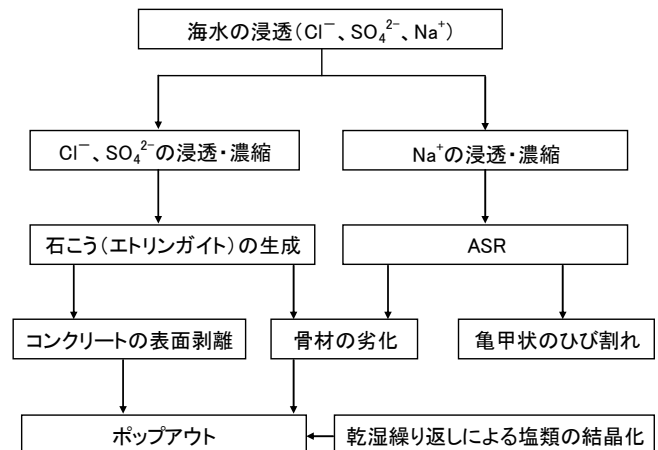 海水の浸透(Cl⁻、SO₄²⁻、Na⁺)
Cl⁻、SO₄²⁻の浸透・濃縮
Na⁺の浸透・濃縮
石こう(エトリンガイト)の生成
ASR
コンクリートの表面剥離
骨材の劣化
亀甲状のひび割れ
ポップアウト
乾湿繰り返しによる塩類の結晶化